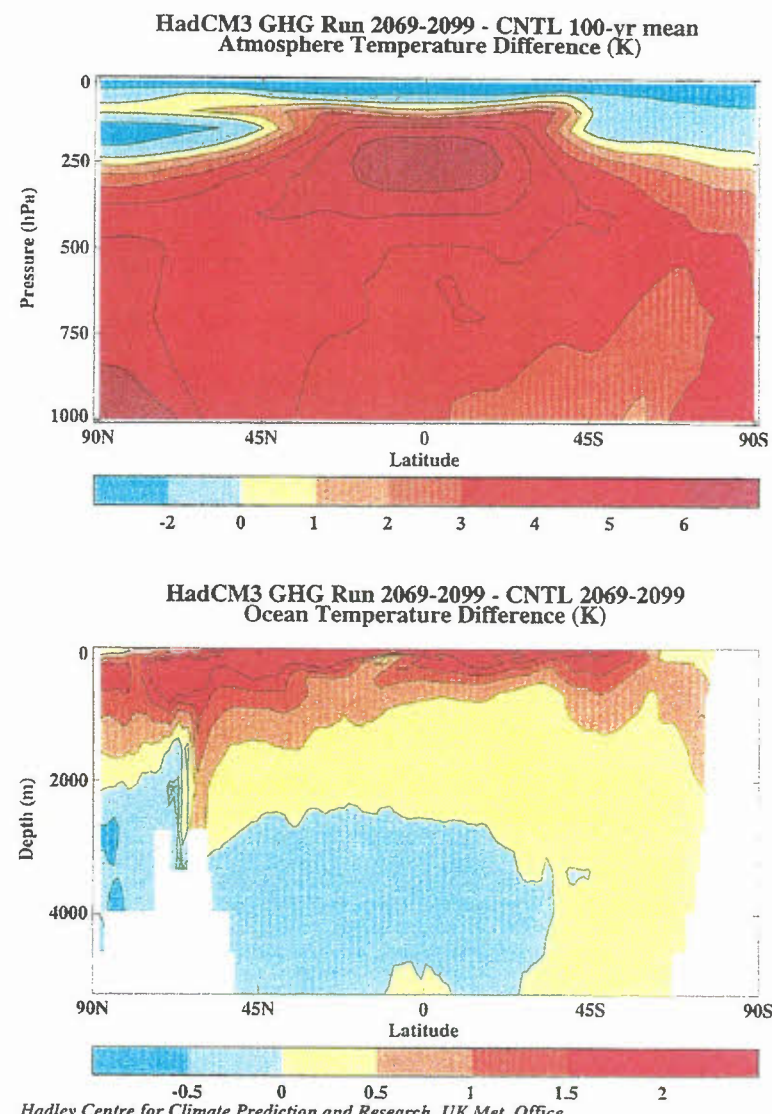 HadCM3 GHG Run 2069-2099 - CNTL 100-yr mean
Atmosphere Temperature Difference (K)
0
250
500
750
1000
Pressure (hPa)
90N 45N 0 45S 90S
Latitude
-2 0 1 2 3 4 5 6
HadCM3 GHG Run 2069-2099 - CNTL 2069-2099
Ocean Temperature Difference (K)
0
2000
4000
Depth (m)
90N 45N 0 45S 90S
Latitude
-0.5 0 0.5 1 1.5 2
Hadley Centre for Climate Prediction and Research, UK Met. Office